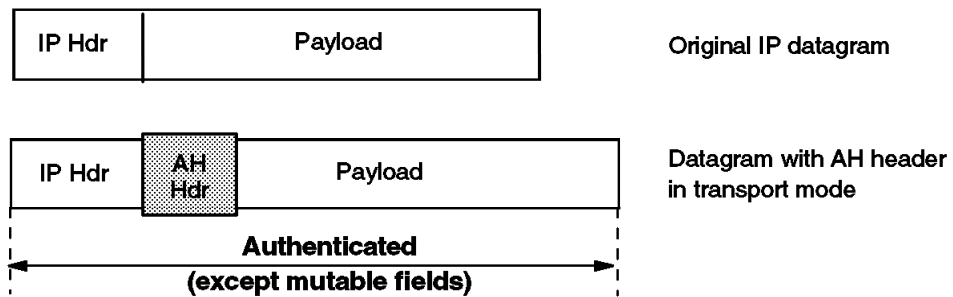 IP Hdr
Payload
Original IP datagram
IP Hdr
AH
Hdr
Payload
Datagram with AH header
in transport mode
Authenticated
(except mutable fields)